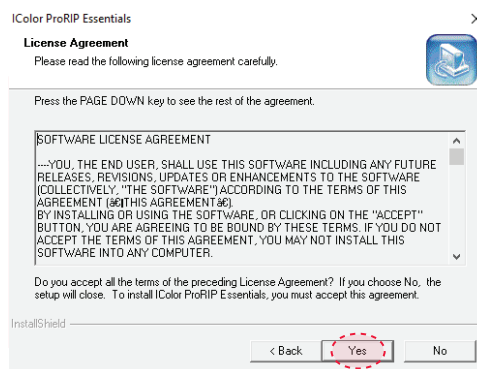 IColor ProRIP Essentials
License Agreement
Please read the following license agreement carefully.
Press the PAGE DOWN key to see the rest of the agreement.
SOFTWARE LICENSE AGREEMENT
----YOU, THE END USER, SHALL USE THIS SOFTWARE INCLUDING ANY FUTURE
RELEASES, REVISIONS, UPDATES OR ENHANCEMENTS TO THE SOFTWARE
(COLLECTIVELY, "THE SOFTWARE") ACCORDING TO THE TERMS OF THIS
AGREEMENT (â€THIS AGREEMENTâ€).
BY INSTALLING OR USING THE SOFTWARE, OR CLICKING ON THE "ACCEPT"
BUTTON, YOU ARE AGREEING TO BE BOUND BY THESE TERMS. IF YOU DO NOT
ACCEPT THE TERMS OF THIS AGREEMENT, YOU MAY NOT INSTALL THIS
SOFTWARE INTO ANY COMPUTER.
Do you accept all the terms of the preceding License Agreement? If you choose No, the
setup will close. To install IColor ProRIP Essentials, you must accept this agreement.
InstallShield
< Back Yes No